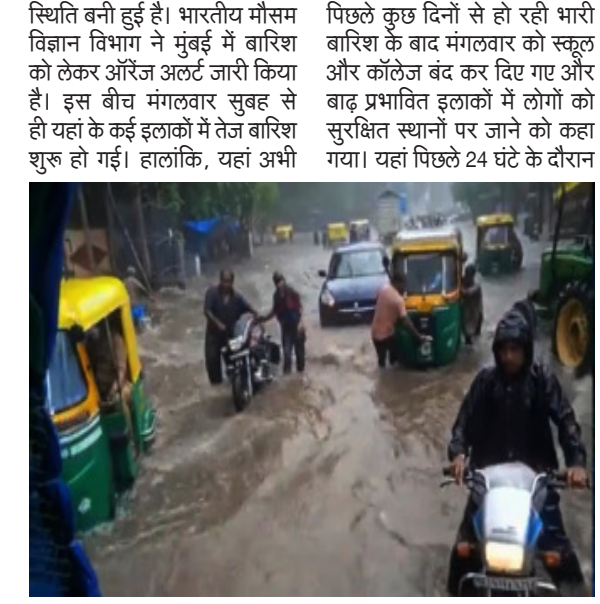 स्थिति बनी हुई है। भारतीय मौसम
विज्ञान विभाग ने मुंबई में बारिश
को लेकर ऑरेंज अलर्ट जारी किया
है। इस बीच मंगलवार सुबह से
ही यहां के कई इलाकों में तेज बारिश
शुरू हो गई। हालांकि, यहां अभी
पिछले कुछ दिनों से हो रही भारी
बारिश के बाद मंगलवार को स्कूल
और कॉलेज बंद कर दिए गए और
बाढ़ प्रभावित इलाकों में लोगों को
सुरक्षित स्थानों पर जाने को कहा
गया। यहां पिछले 24 घंटे के दौरान